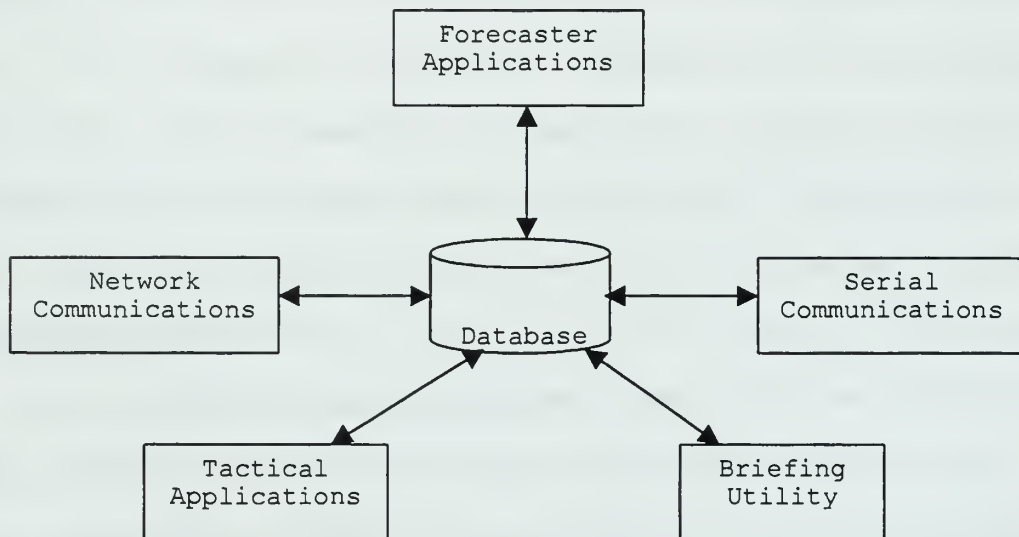 Forecaster
Applications
Network
Communications
Serial
Communications
Database
Tactical
Applications
Briefing
Utility